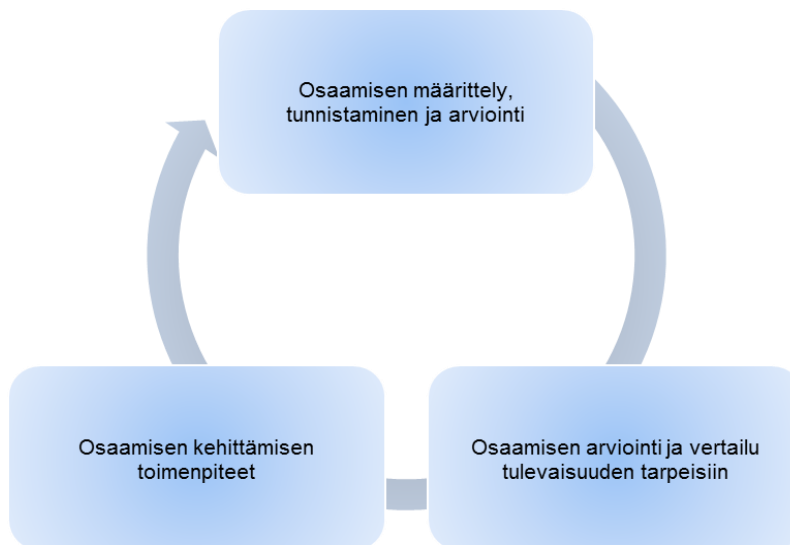 Osaamisen määrittely,
tunnistaminen ja arviointi
Osaamisen kehittämisen
toimenpiteet
Osaamisen arviointi ja vertailu
tulevaisuuden tarpeisiin